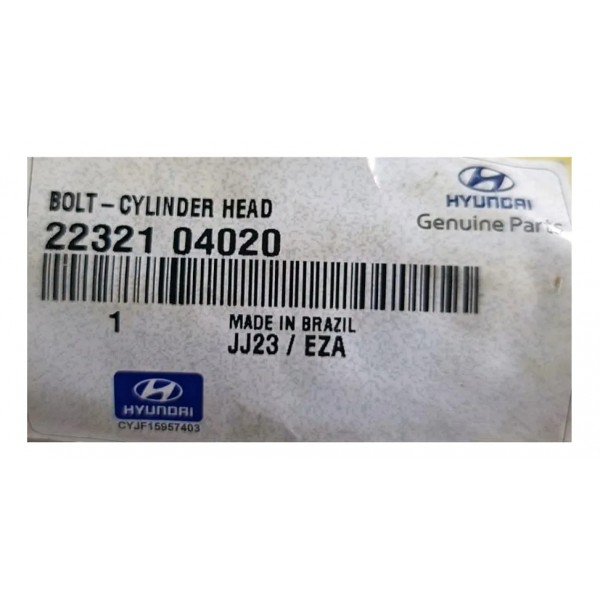 BOLT-CYLINDER HEAD
22321 04020
HYUNDAI
Genuine Parts
1
MADE IN BRAZIL
JJ23 / EZA
HYUNDAI
CYJF15957403